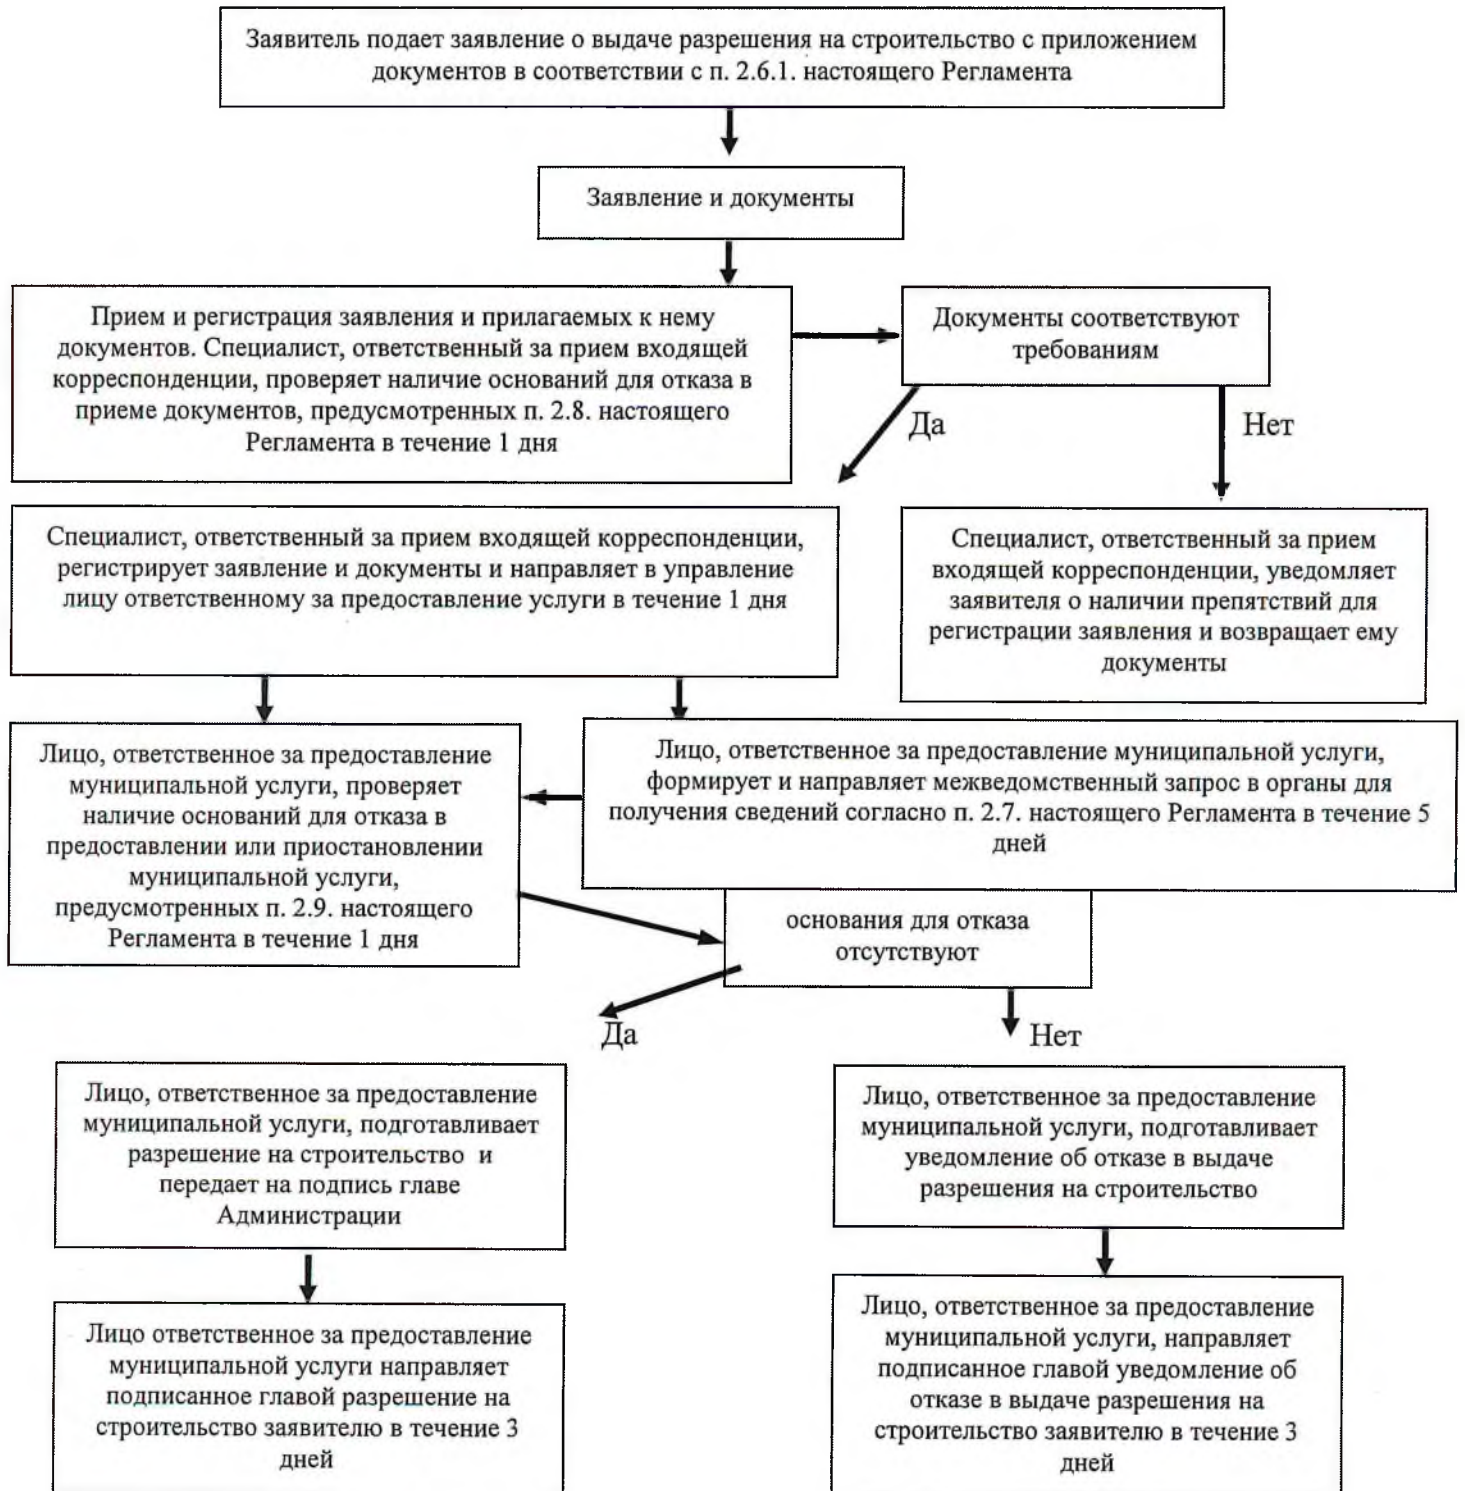 Заявитель подает заявление о выдаче разрешения на строительство с приложением
документов в соответствии с п. 2.6.1. настоящего Регламента
Заявление и документы
Прием и регистрация заявления и прилагаемых к нему
документов. Специалист, ответственный за прием входящей
корреспонденции, проверяет наличие оснований для отказа в
приеме документов, предусмотренных п. 2.8. настоящего
Регламента в течение 1 дня
Документы соответствуют
требованиям
Да
Нет
Специалист, ответственный за прием входящей корреспонденции,
регистрирует заявление и документы и направляет в управление
лицу ответственному за предоставление услуги в течение 1 дня
Специалист, ответственный за прием
входящей корреспонденции, уведомляет
заявителя о наличии препятствий для
регистрации заявления и возвращает ему
документы
Лицо, ответственное за предоставление
муниципальной услуги, проверяет
наличие оснований для отказа в
предоставлении или приостановлении
муниципальной услуги,
предусмотренных п. 2.9. настоящего
Регламента в течение 1 дня
Лицо, ответственное за предоставление муниципальной услуги,
формирует и направляет межведомственный запрос в органы для
получения сведений согласно п. 2.7. настоящего Регламента в течение 5
дней
основания для отказа
отсутствуют
Да
Нет
Лицо, ответственное за предоставление
муниципальной услуги, подготавливает
разрешение на строительство и
передает на подпись главе
Администрации
Лицо, ответственное за предоставление
муниципальной услуги, подготавливает
уведомление об отказе в выдаче
разрешения на строительство
Лицо ответственное за предоставление
муниципальной услуги направляет
подписанное главой разрешение на
строительство заявителю в течение 3
дней
Лицо, ответственное за предоставление
муниципальной услуги, направляет
подписанное главой уведомление об
отказе в выдаче разрешения на
строительство заявителю в течение 3
дней